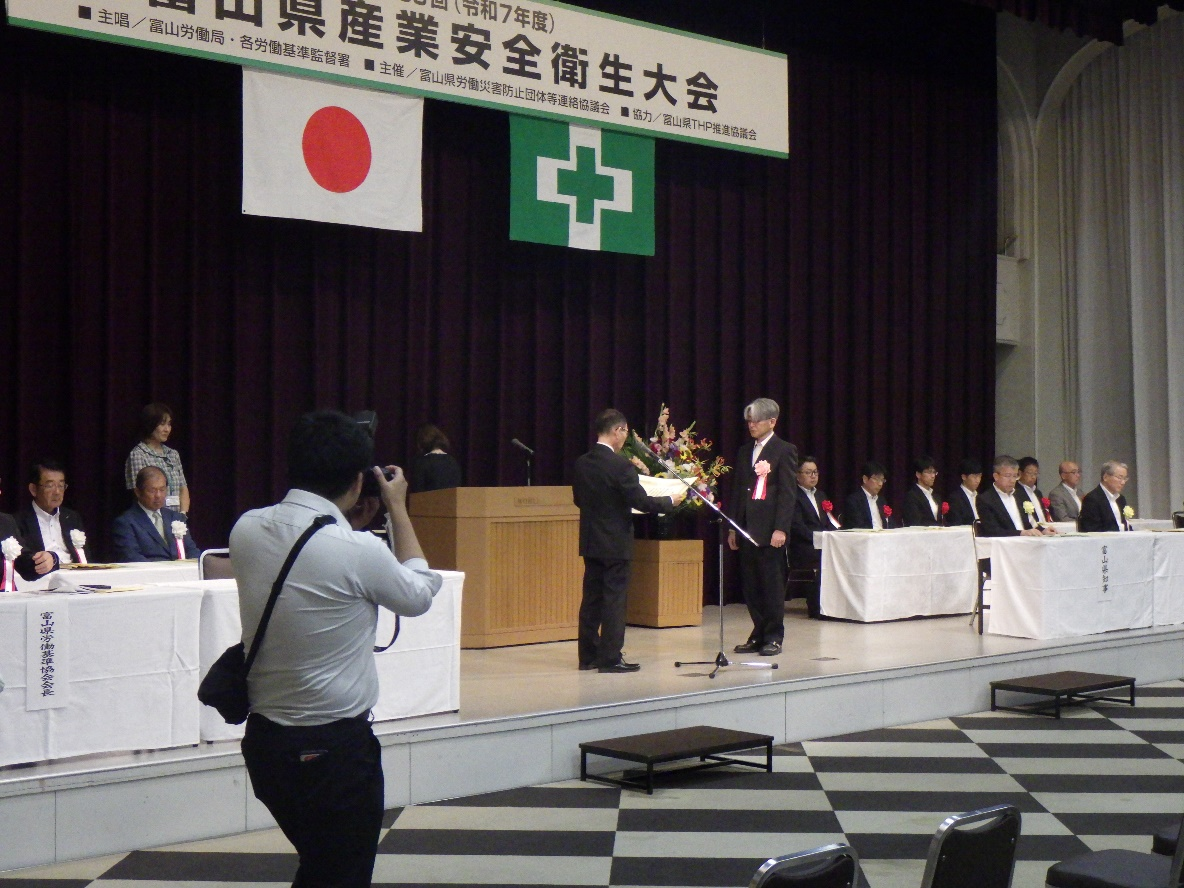 回(令和7年度)
富山県産業安全衛生大会
■主唱／富山労働局・各労働基準監督署 ■主催／富山県労働災害防止団体等連絡協議会 ■協力／富山県THP推進協議会
富山県労働基準協会会長
富山県知事